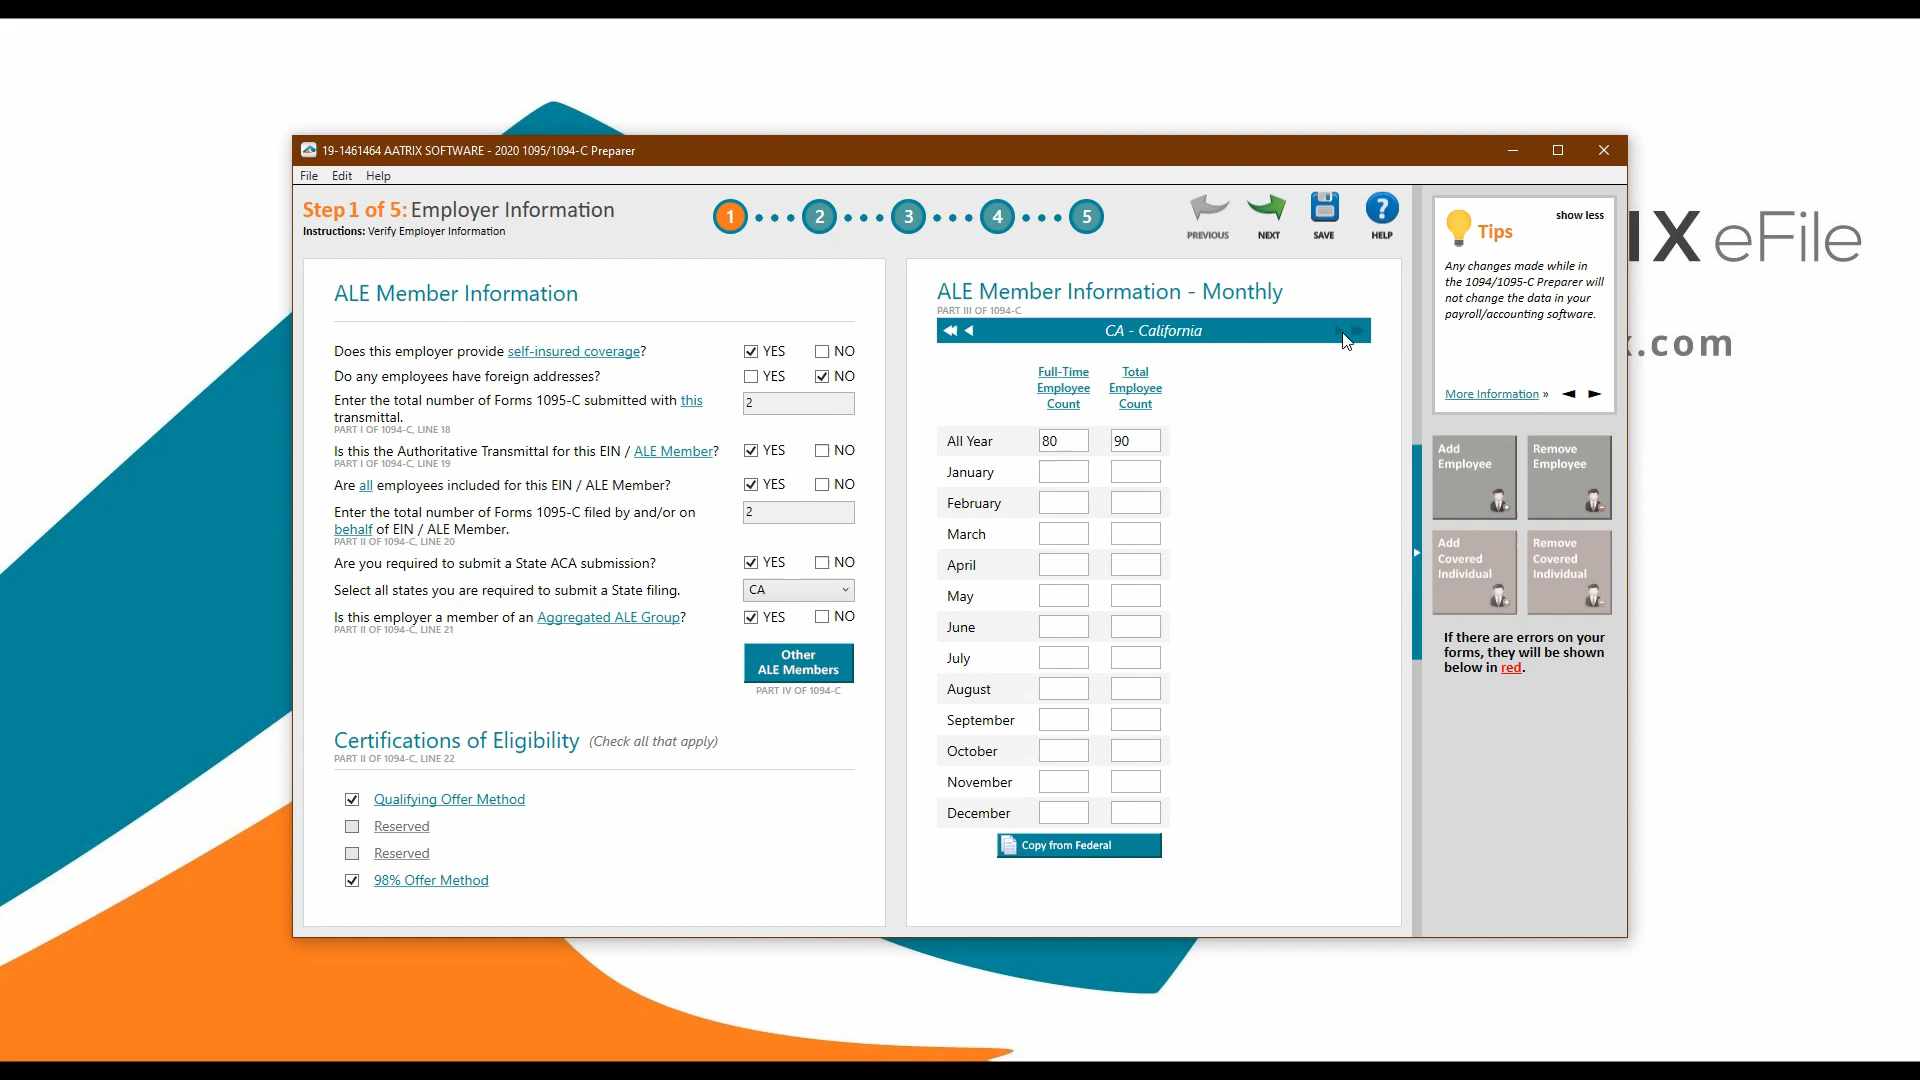 19-1461464 AATRIX SOFTWARE - 2020 1095/1094-C Preparer
File Edit Help
Step 1 of 5: Employer Information
Instructions: Verify Employer Information
1 2 3 4 5
PREVIOUS NEXT SAVE ? HELP
ALE Member Information
Does this employer provide self-insured coverage? YES NO
Do any employees have foreign addresses? YES NO
Enter the total number of Forms 1095-C submitted with this 2
transmittal.
PART I OF 1094-C, LINE 18
Is this the Authoritative Transmittal for this EIN / ALE Member? YES NO
PART I OF 1094-C, LINE 19
Are all employees included for this EIN / ALE Member? YES NO
Enter the total number of Forms 1095-C filed by and/or on 2
behalf of EIN / ALE Member.
PART II OF 1094-C, LINE 20
Are you required to submit a State ACA submission? YES NO
Select all states you are required to submit a State filing. CA
Is this employer a member of an Aggregated ALE Group? YES NO
PART II OF 1094-C, LINE 21
Other
ALE Members
PART IV OF 1094-C
Certifications of Eligibility (Check all that apply)
PART II OF 1094-C, LINE 22
Qualifying Offer Method
Reserved
Reserved
98% Offer Method
ALE Member Information - Monthly
PART III OF 1094-C
CA - California
Full-Time Total
Employee Employee
Count Count
All Year 80 90
January
February
March
April
May
June
July
August
September
October
November
December
Copy from Federal
show less
Tips
Any changes made while in
the 1094/1095-C Preparer will
not change the data in your
payroll/accounting software.
More Information »
Add Remove
Employee Employee
Add Remove
Covered Covered
Individual Individual
If there are errors on your
forms, they will be shown
below in red.
IX eFile
.com